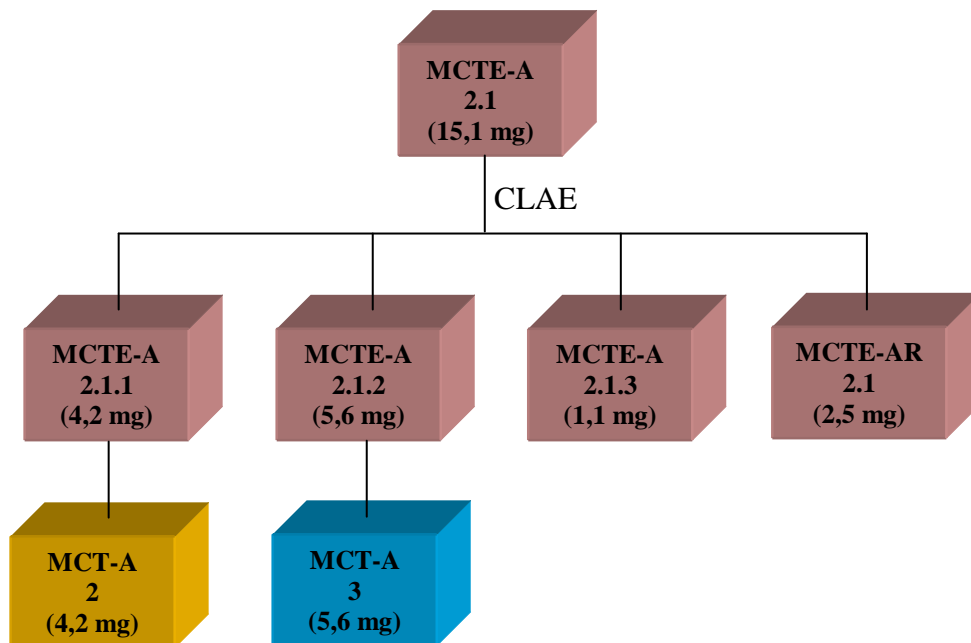 MCTE-A
2.1
(15,1 mg)
CLAE
MCTE-A
2.1.1
(4,2 mg)
MCTE-A
2.1.2
(5,6 mg)
MCTE-A
2.1.3
(1,1 mg)
MCTE-AR
2.1
(2,5 mg)
MCT-A
2
(4,2 mg)
MCT-A
3
(5,6 mg)